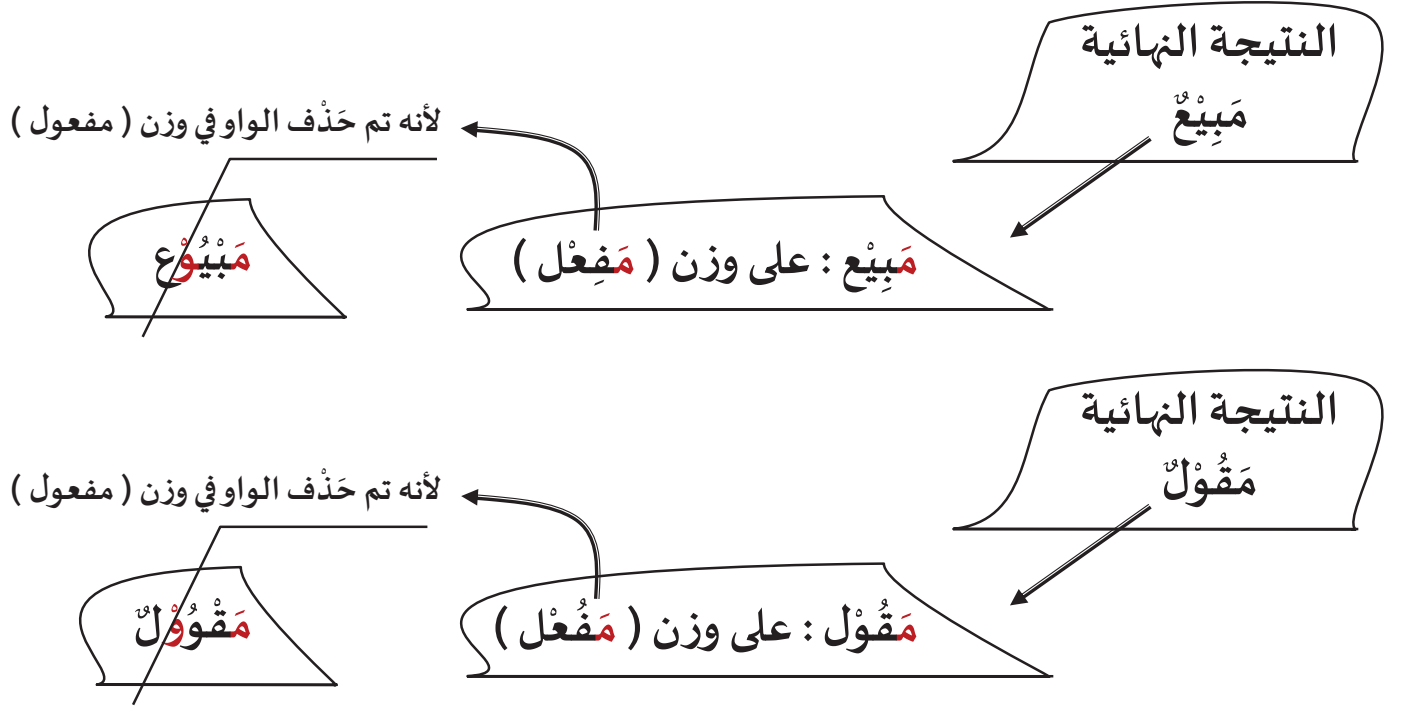 النتيجة النهائية
مَبِيْعٌ
مَبِيْع : على وزن ( مَفِعْل )
لأنه تم حَذْف الواو في وزن ( مفعول )
مَبْيُوْع
النتيجة النهائية
مَقُوْلٌ
مَقُوْل : على وزن ( مَفُعْل )
لأنه تم حَذْف الواو في وزن ( مفعول )
مَقْوُوْلٌ